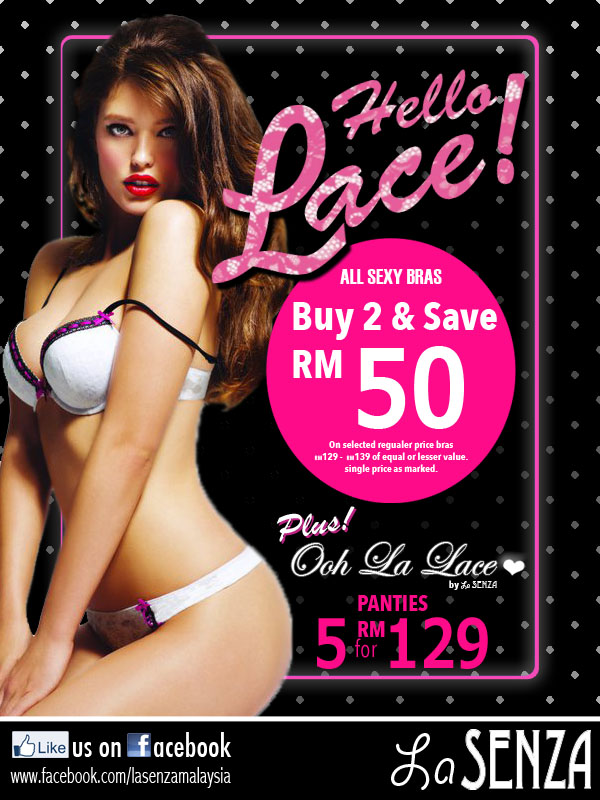 Hello
Lace!
ALL SEXY BRAS
Buy 2 & Save
RM 50
On selected regualer price bras
RM129 - RM139 of equal or lesser value.
single price as marked.
Plus!
Ooh La Lace
by La SENZA
PANTIES
5 RM for 129
Like us on facebook
www.facebook.com/lasenzamalaysia
La SENZA